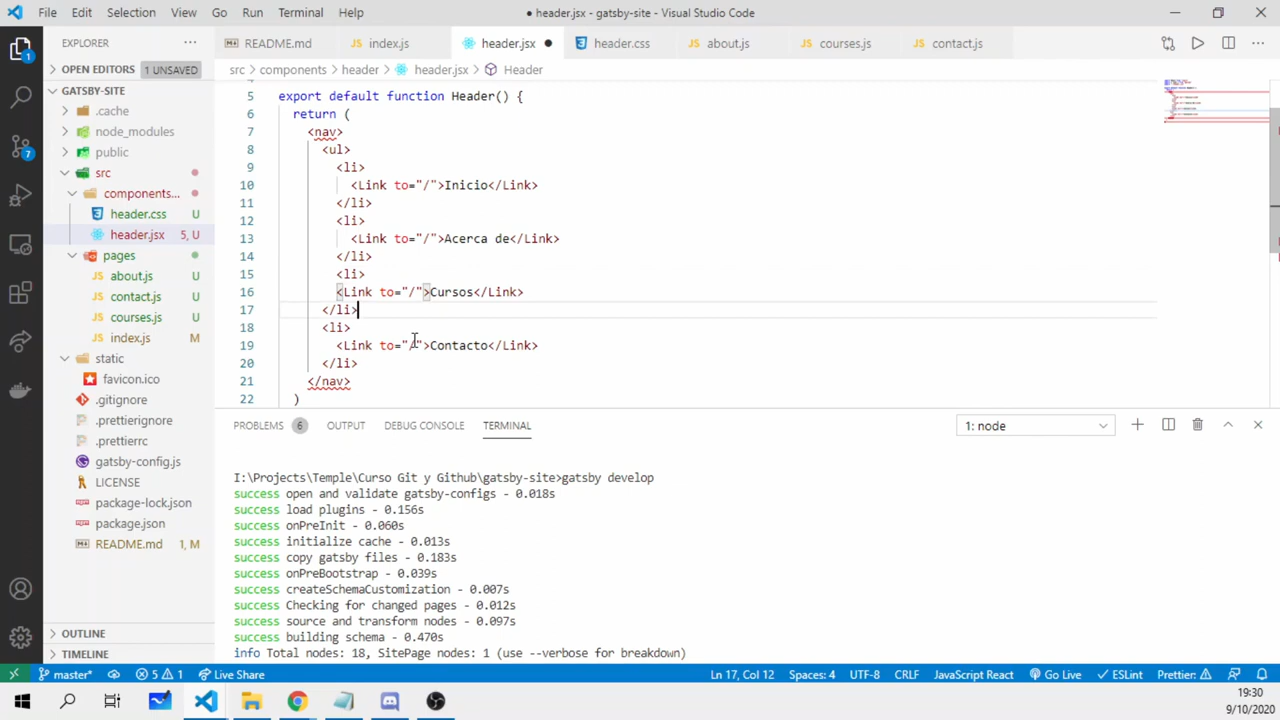 File Edit Selection View Go Run Terminal Help
● header.jsx - gatsby-site - Visual Studio Code
EXPLORER
README.md index.js header.jsx ● header.css about.js courses.js contact.js
OPEN EDITORS 1 UNSAVED
src > components > header > header.jsx > Header
GATSBY-SITE
.cache
node_modules
public
src
components...
header.css U
header.jsx 5, U
pages
about.js U
contact.js U
courses.js U
index.js M
static
favicon.ico
.gitignore
.prettierignore
.prettierrc
gatsby-config.js
LICENSE
package-lock.json
package.json
README.md 1, M
OUTLINE
TIMELINE
5 export default function Header() {
6 return (
7 <nav>
8 <ul>
9 <li>
10 <Link to="/">Inicio</Link>
11 </li>
12 <li>
13 <Link to="/">Acerca de</Link>
14 </li>
15 <li>
16 <Link to="/">Cursos</Link>
17 </li>
18 <li>
19 <Link to="/">Contacto</Link>
20 </li>
21 </nav>
22 )
PROBLEMS 6 OUTPUT DEBUG CONSOLE TERMINAL 1: node
I:\Projects\Temple\Curso Git y Github\gatsby-site>gatsby develop
success open and validate gatsby-configs - 0.018s
success load plugins - 0.156s
success onPreInit - 0.060s
success initialize cache - 0.013s
success copy gatsby files - 0.183s
success onPreBootstrap - 0.039s
success createSchemaCustomization - 0.007s
success Checking for changed pages - 0.012s
success source and transform nodes - 0.097s
success building schema - 0.470s
info Total nodes: 18, SitePage nodes: 1 (use --verbose for breakdown)
master* 5 1 Live Share Ln 17, Col 12 Spaces: 4 UTF-8 CRLF JavaScript React Go Live ESLint Prettier:
19:30
9/10/2020